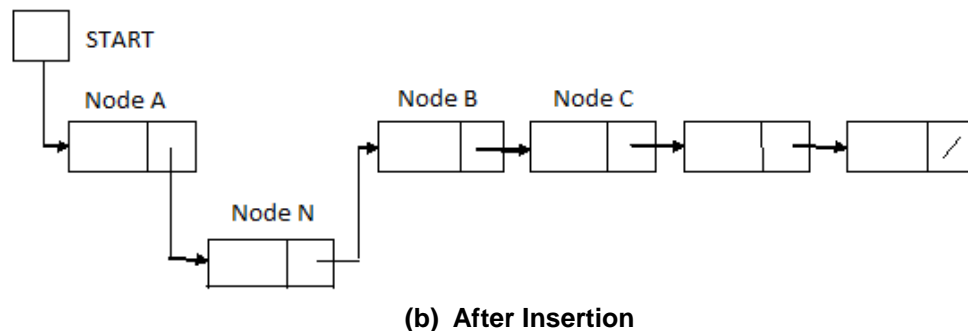 START
Node A
Node B
Node C
Node N
(b) After Insertion